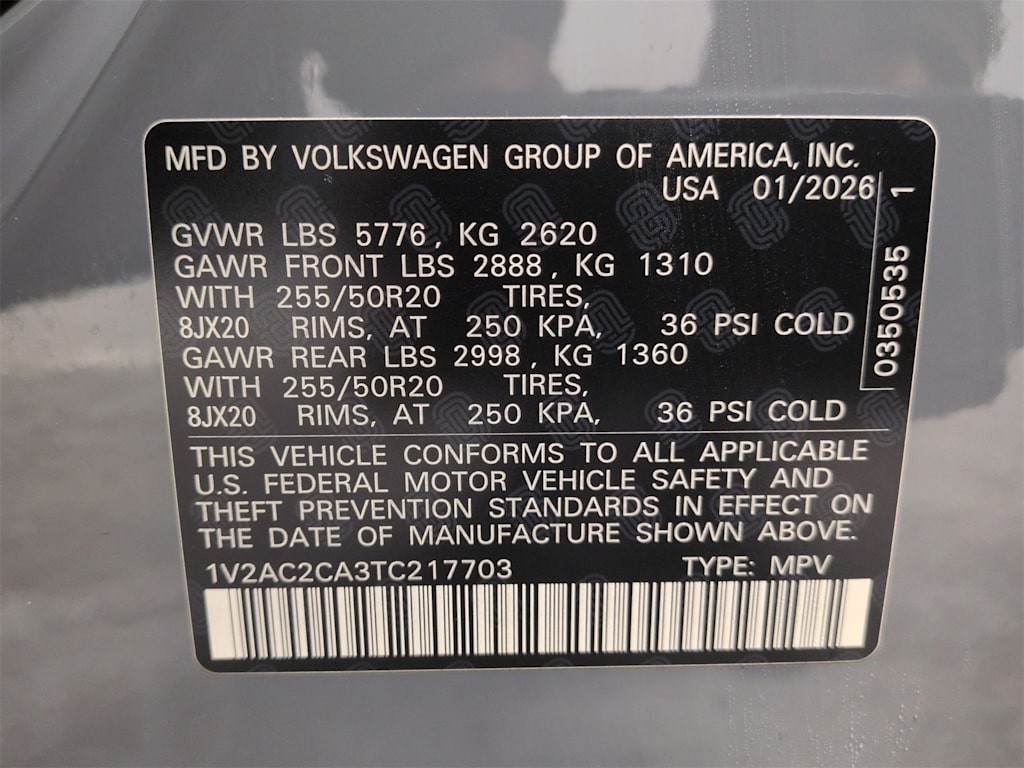 MFD BY VOLKSWAGEN GROUP OF AMERICA, INC.
USA 01/2026
1
0350535
GVWR LBS 5776, KG 2620
GAWR FRONT LBS 2888, KG 1310
WITH 255/50R20 TIRES,
8JX20 RIMS, AT 250 KPA, 36 PSI COLD
GAWR REAR LBS 2998, KG 1360
WITH 255/50R20 TIRES,
8JX20 RIMS, AT 250 KPA, 36 PSI COLD
THIS VEHICLE CONFORMS TO ALL APPLICABLE
U.S. FEDERAL MOTOR VEHICLE SAFETY AND
THEFT PREVENTION STANDARDS IN EFFECT ON
THE DATE OF MANUFACTURE SHOWN ABOVE.
1V2AC2CA3TC217703 TYPE: MPV